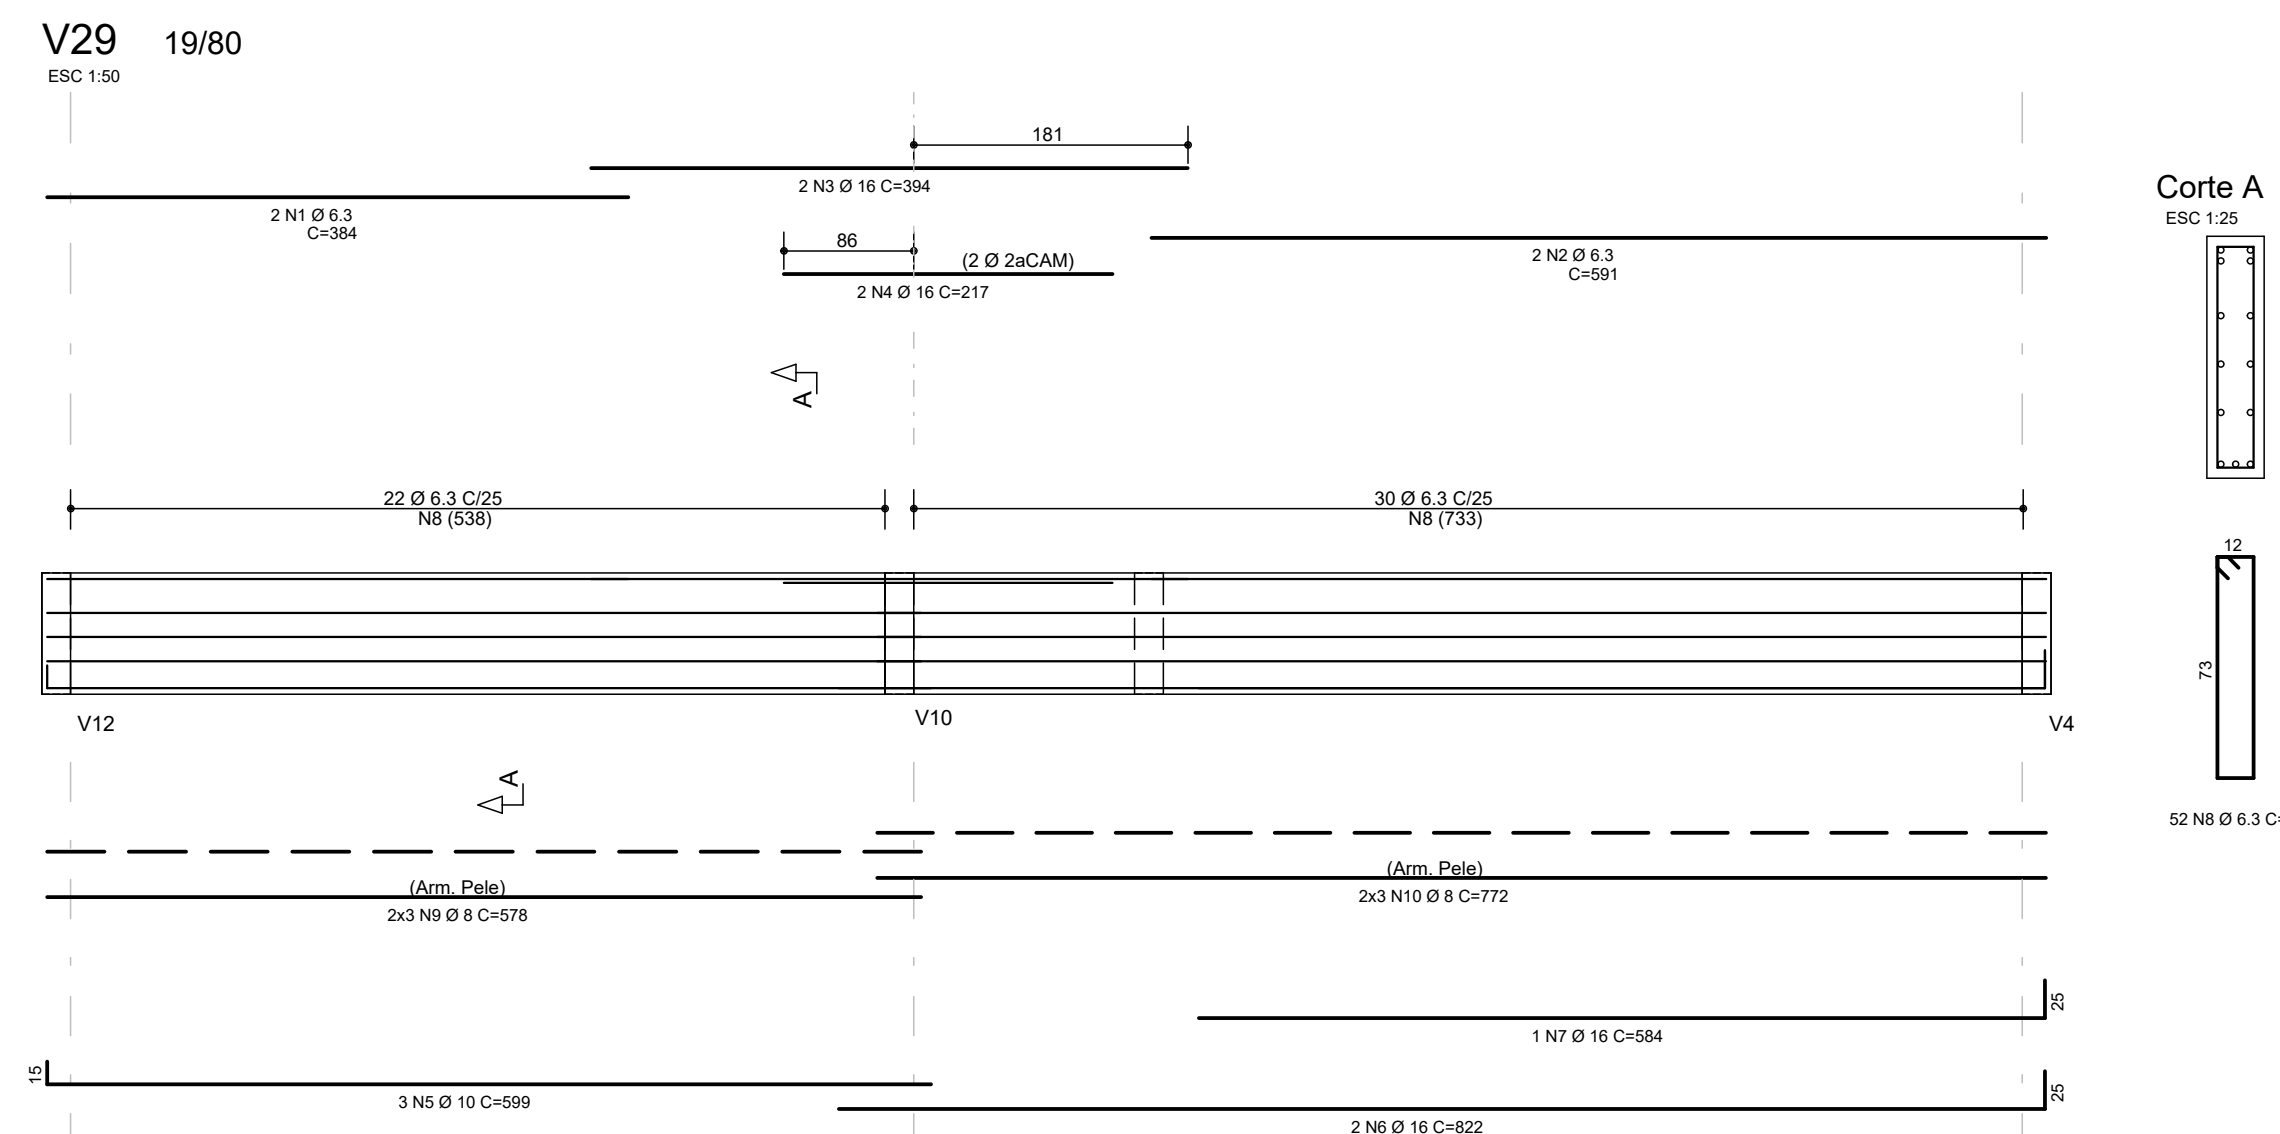 V29 19/80
ESC 1:50
181
2 N3 Ø 16 C=394
2 N1 Ø 6.3
C=384
86
(2 Ø 2aCAM)
2 N4 Ø 16 C=217
2 N2 Ø 6.3
C=591
Corte A
ESC 1:25
A
22 Ø 6.3 C/25
N8 (538)
30 Ø 6.3 C/25
N8 (733)
12
73
V12
V10
V4
A
52 N8 Ø 6.3 C=
(Arm. Pele)
2x3 N9 Ø 8 C=578
(Arm. Pele)
2x3 N10 Ø 8 C=772
25
1 N7 Ø 16 C=584
15
3 N5 Ø 10 C=599
25
2 N6 Ø 16 C=822